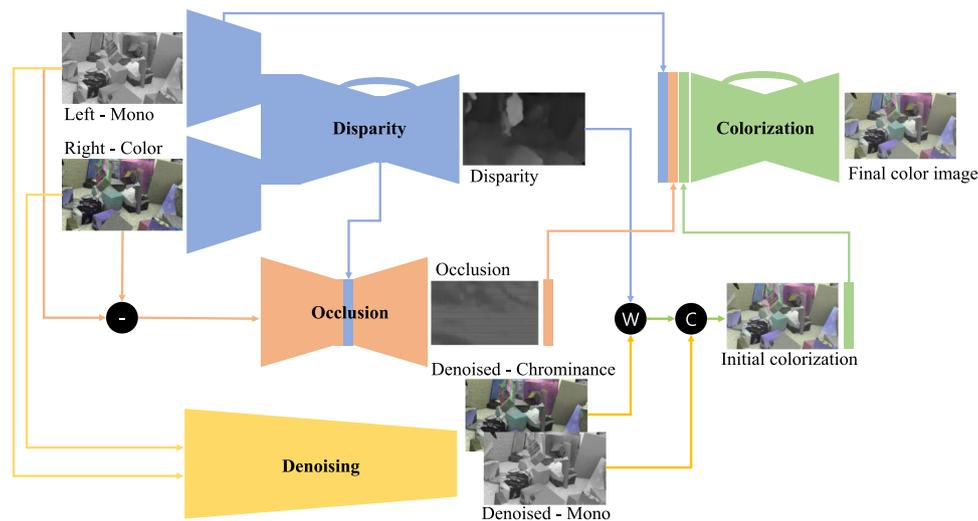 Left - Mono
Right - Color
Disparity
Disparity
Colorization
Final color image
-
Occlusion
Occlusion
W
C
Initial colorization
Denoised - Chrominance
Denoising
Denoised - Mono